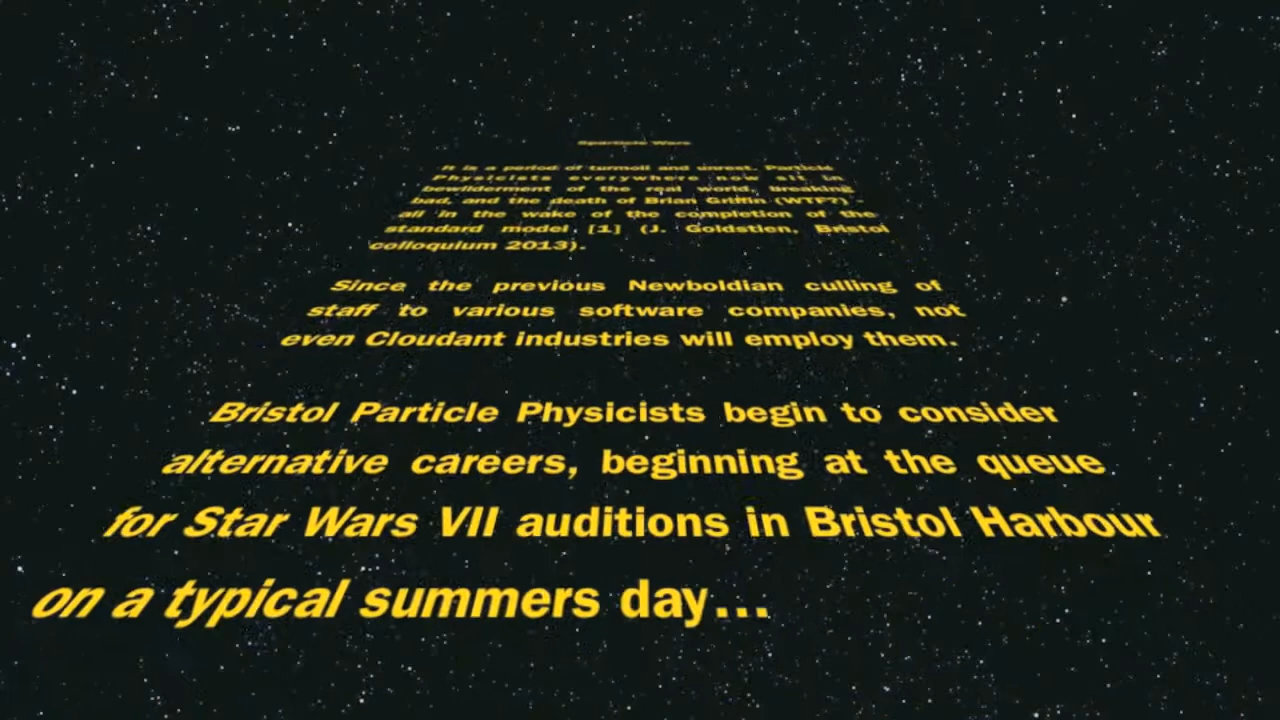 Sparticle Wars
It is a period of turmoil and unrest. Particle
Physicists everywhere now sit in
bewilderment of the real world, breaking
bad, and the death of Brian Griffin (WTF?) -
all in the wake of the completion of the
standard model [1] (J. Goldstien, Bristol
colloquium 2013).
Since the previous Newboldian culling of
staff to various software companies, not
even Cloudant industries will employ them.
Bristol Particle Physicists begin to consider
alternative careers, beginning at the queue
for Star Wars VII auditions in Bristol Harbour
on a typical summers day...